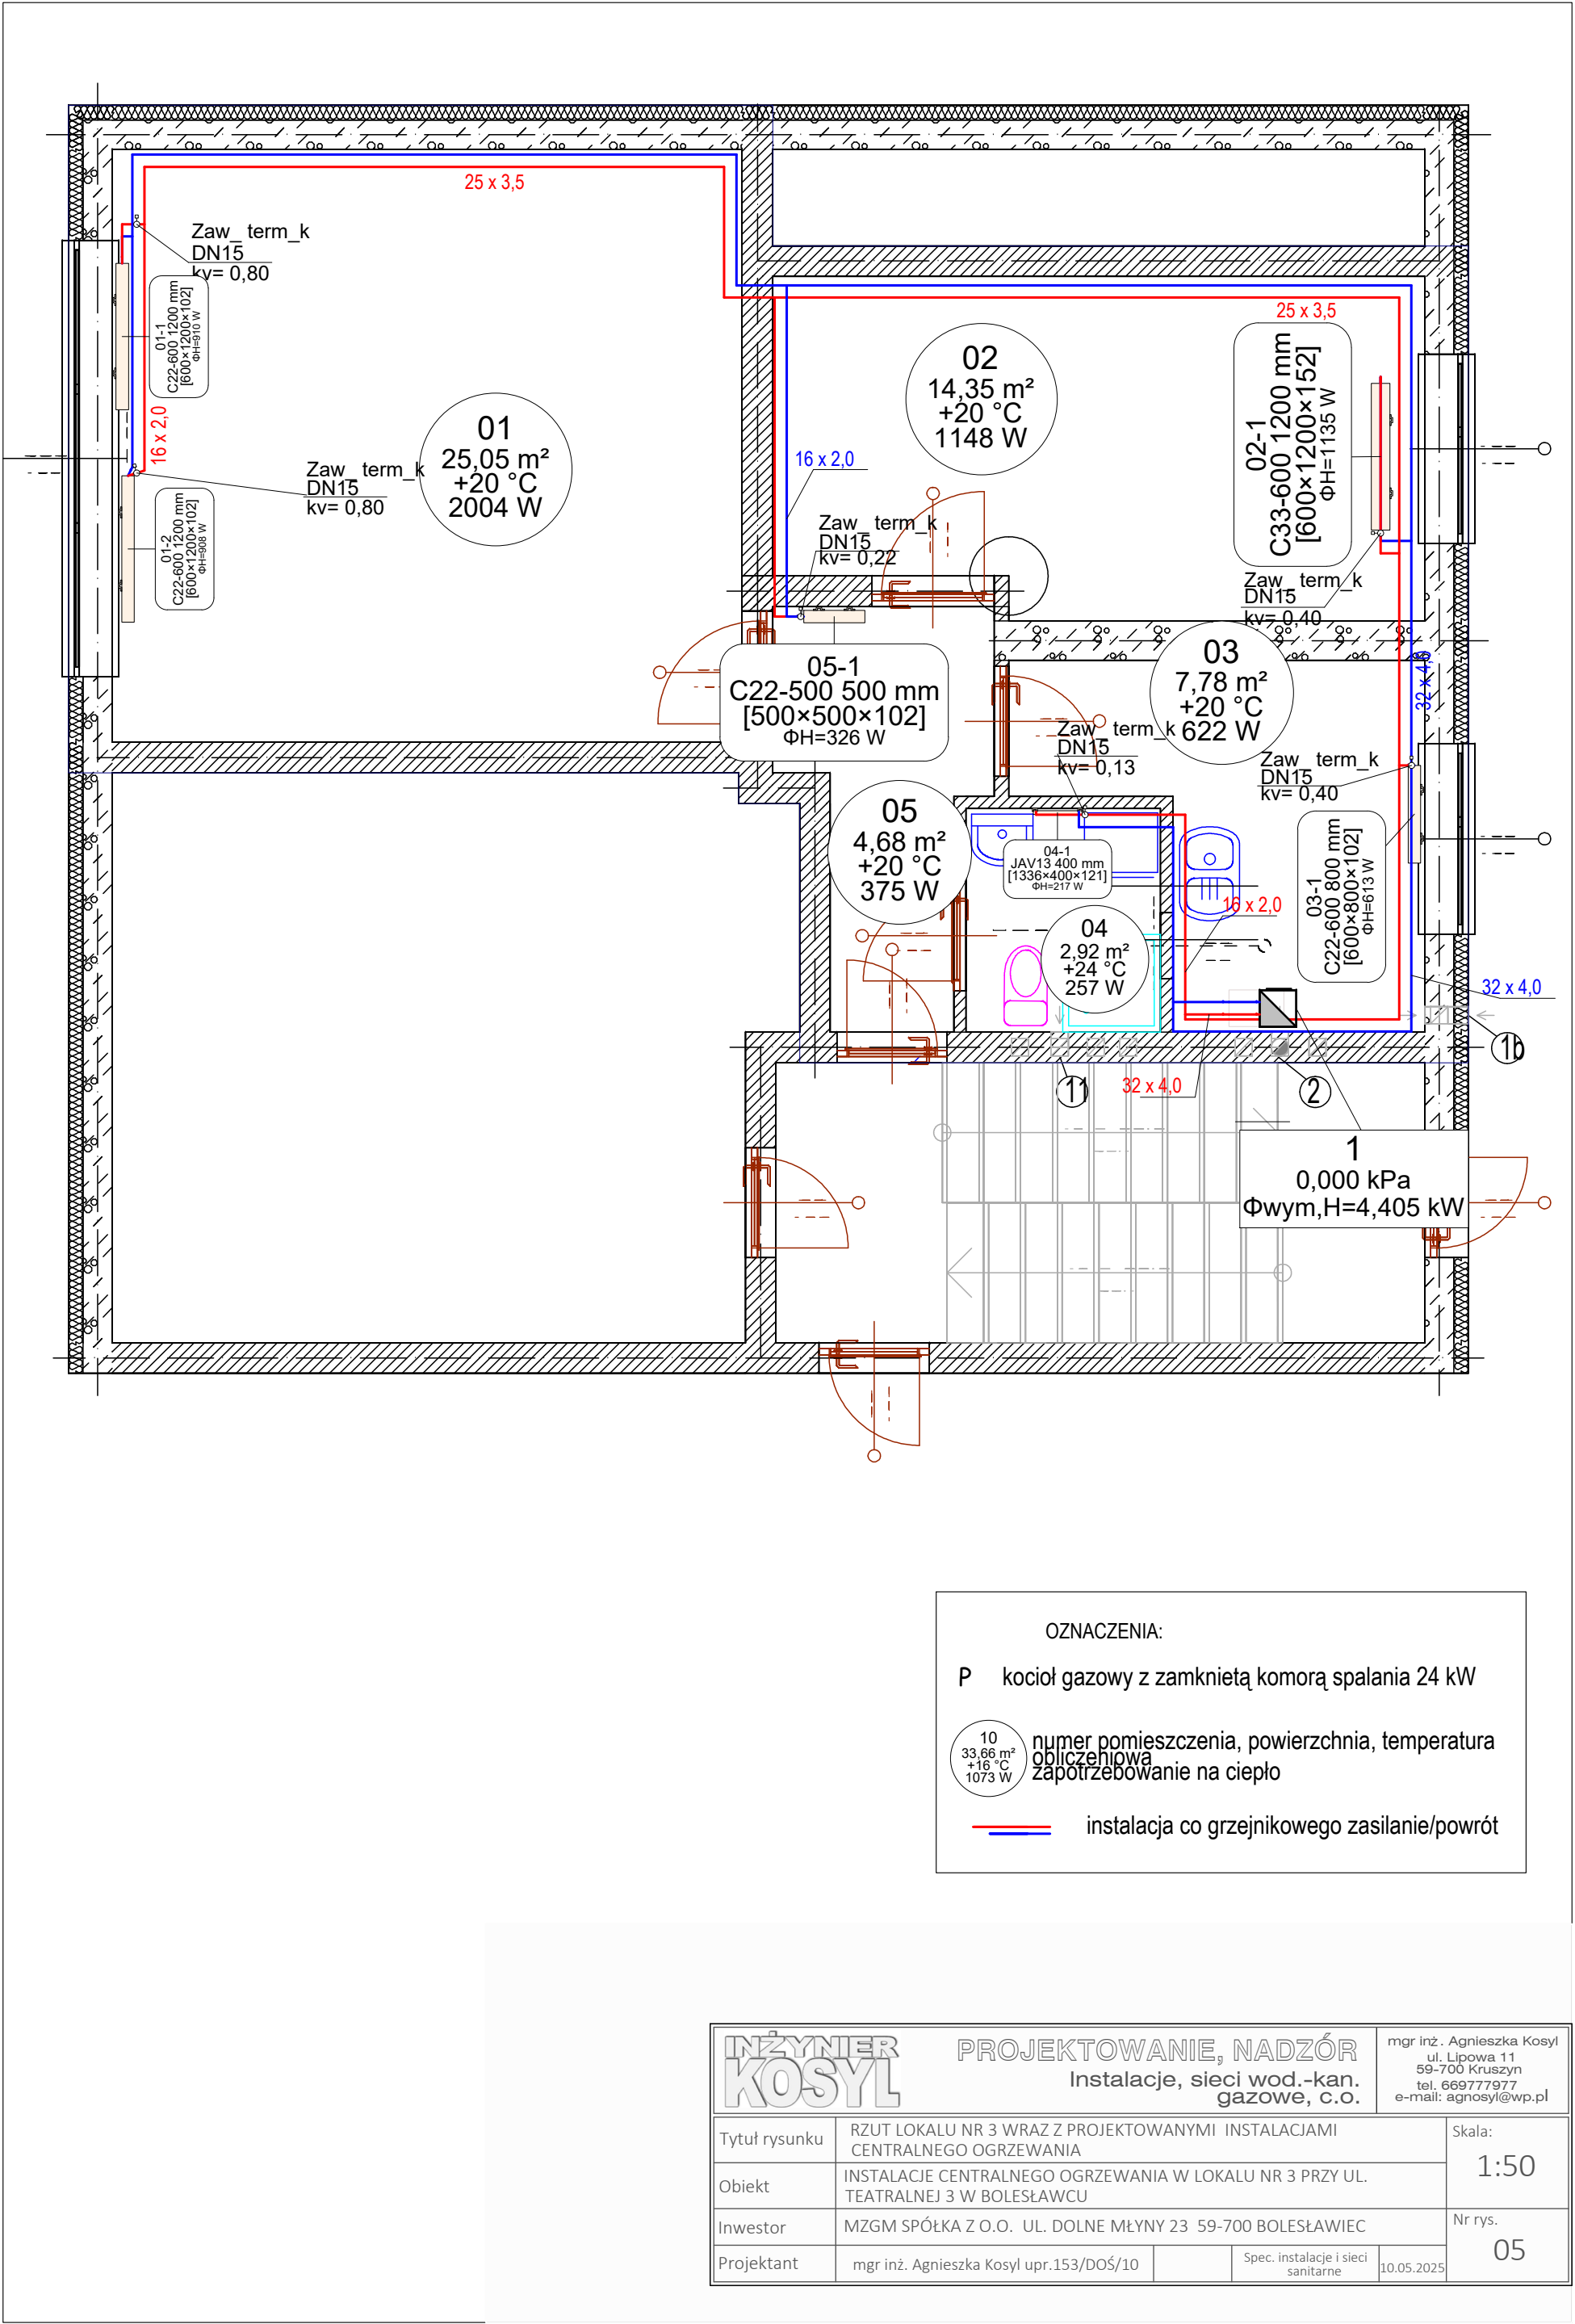 25 x 3,5
Zaw_ term_k
DN15
kv= 0,80
01-1
C22-600 1200 mm
[600×1200×102]
ΦH=910 W
16 x 2,0
01
25,05 m²
+20 °C
2004 W
Zaw_ term_k
DN15
kv= 0,80
01-2
C22-600 1200 mm
[600×1200×102]
ΦH=908 W
02
14,35 m²
+20 °C
1148 W
25 x 3,5
02-1
C33-600 1200 mm
[600×1200×152]
ΦH=1135 W
16 x 2,0
Zaw_ term_k
DN15
kv= 0,22
Zaw_ term_k
DN15
kv= 0,40
05-1
C22-500 500 mm
[500×500×102]
ΦH=326 W
03
7,78 m²
+20 °C
622 W
32 x 4,0
Zaw_ term_k
DN15
kv= 0,13
Zaw_ term_k
DN15
kv= 0,40
05
4,68 m²
+20 °C
375 W
04-1
JAV13 400 mm
[1336×400×121]
ΦH=217 W
03-1
C22-600 800 mm
[600×800×102]
ΦH=613 W
16 x 2,0
04
2,92 m²
+24 °C
257 W
32 x 4,0
1b
11
32 x 4,0
2
1
0,000 kPa
Φwym,H=4,405 kW
OZNACZENIA:
P kocioł gazowy z zamkniętą komorą spalania 24 kW
10
33,66 m²
+16 °C
1073 W
numer pomieszczenia, powierzchnia, temperatura
obliczeniowa
zapotrzebowanie na ciepło
instalacja co grzejnikowego zasilanie/powrót
INŻYNIER
KOSYL
PROJEKTOWANIE, NADZÓR
Instalacje, sieci wod.-kan.
gazowe, c.o.
mgr inż. Agnieszka Kosyl
ul. Lipowa 11
59-700 Kruszyn
tel. 669777977
e-mail: agnosyl@wp.pl
Tytuł rysunku
RZUT LOKALU NR 3 WRAZ Z PROJEKTOWANYMI INSTALACJAMI
CENTRALNEGO OGRZEWANIA
Skala:
1:50
Obiekt
INSTALACJE CENTRALNEGO OGRZEWANIA W LOKALU NR 3 PRZY UL.
TEATRALNEJ 3 W BOLESŁAWCU
Inwestor
MZGM SPÓŁKA Z O.O. UL. DOLNE MŁYNY 23 59-700 BOLESŁAWIEC
Nr rys.
05
Projektant
mgr inż. Agnieszka Kosyl upr.153/DOŚ/10
Spec. instalacje i sieci
sanitarne
10.05.2025